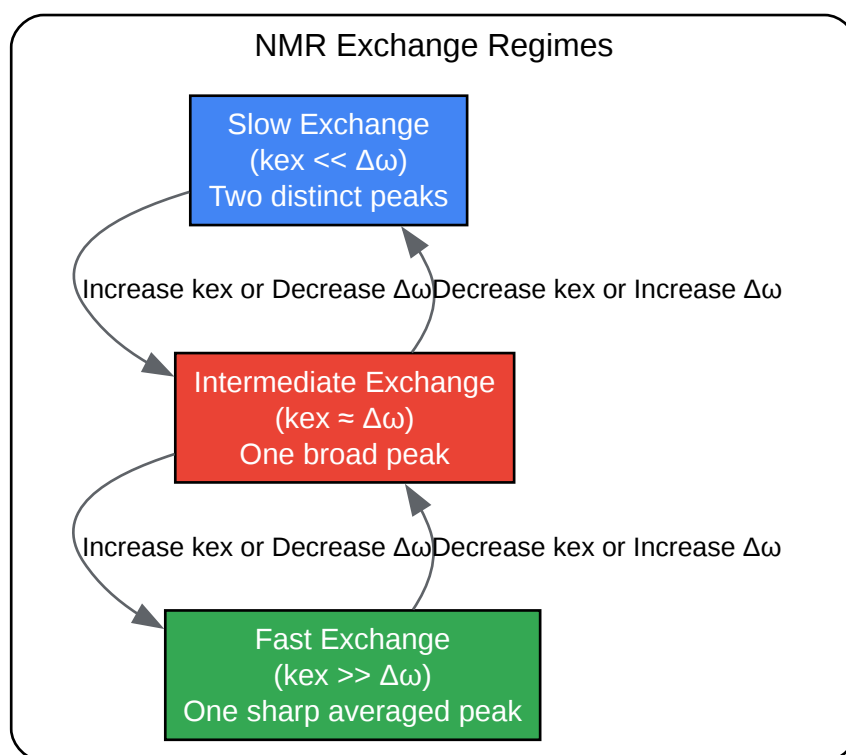 NMR Exchange Regimes
Slow Exchange
(kex << Δω)
Two distinct peaks
Increase kex or Decrease Δω
Decrease kex or Increase Δω
Intermediate Exchange
(kex ≈ Δω)
One broad peak
Increase kex or Decrease Δω
Decrease kex or Increase Δω
Fast Exchange
(kex >> Δω)
One sharp averaged peak